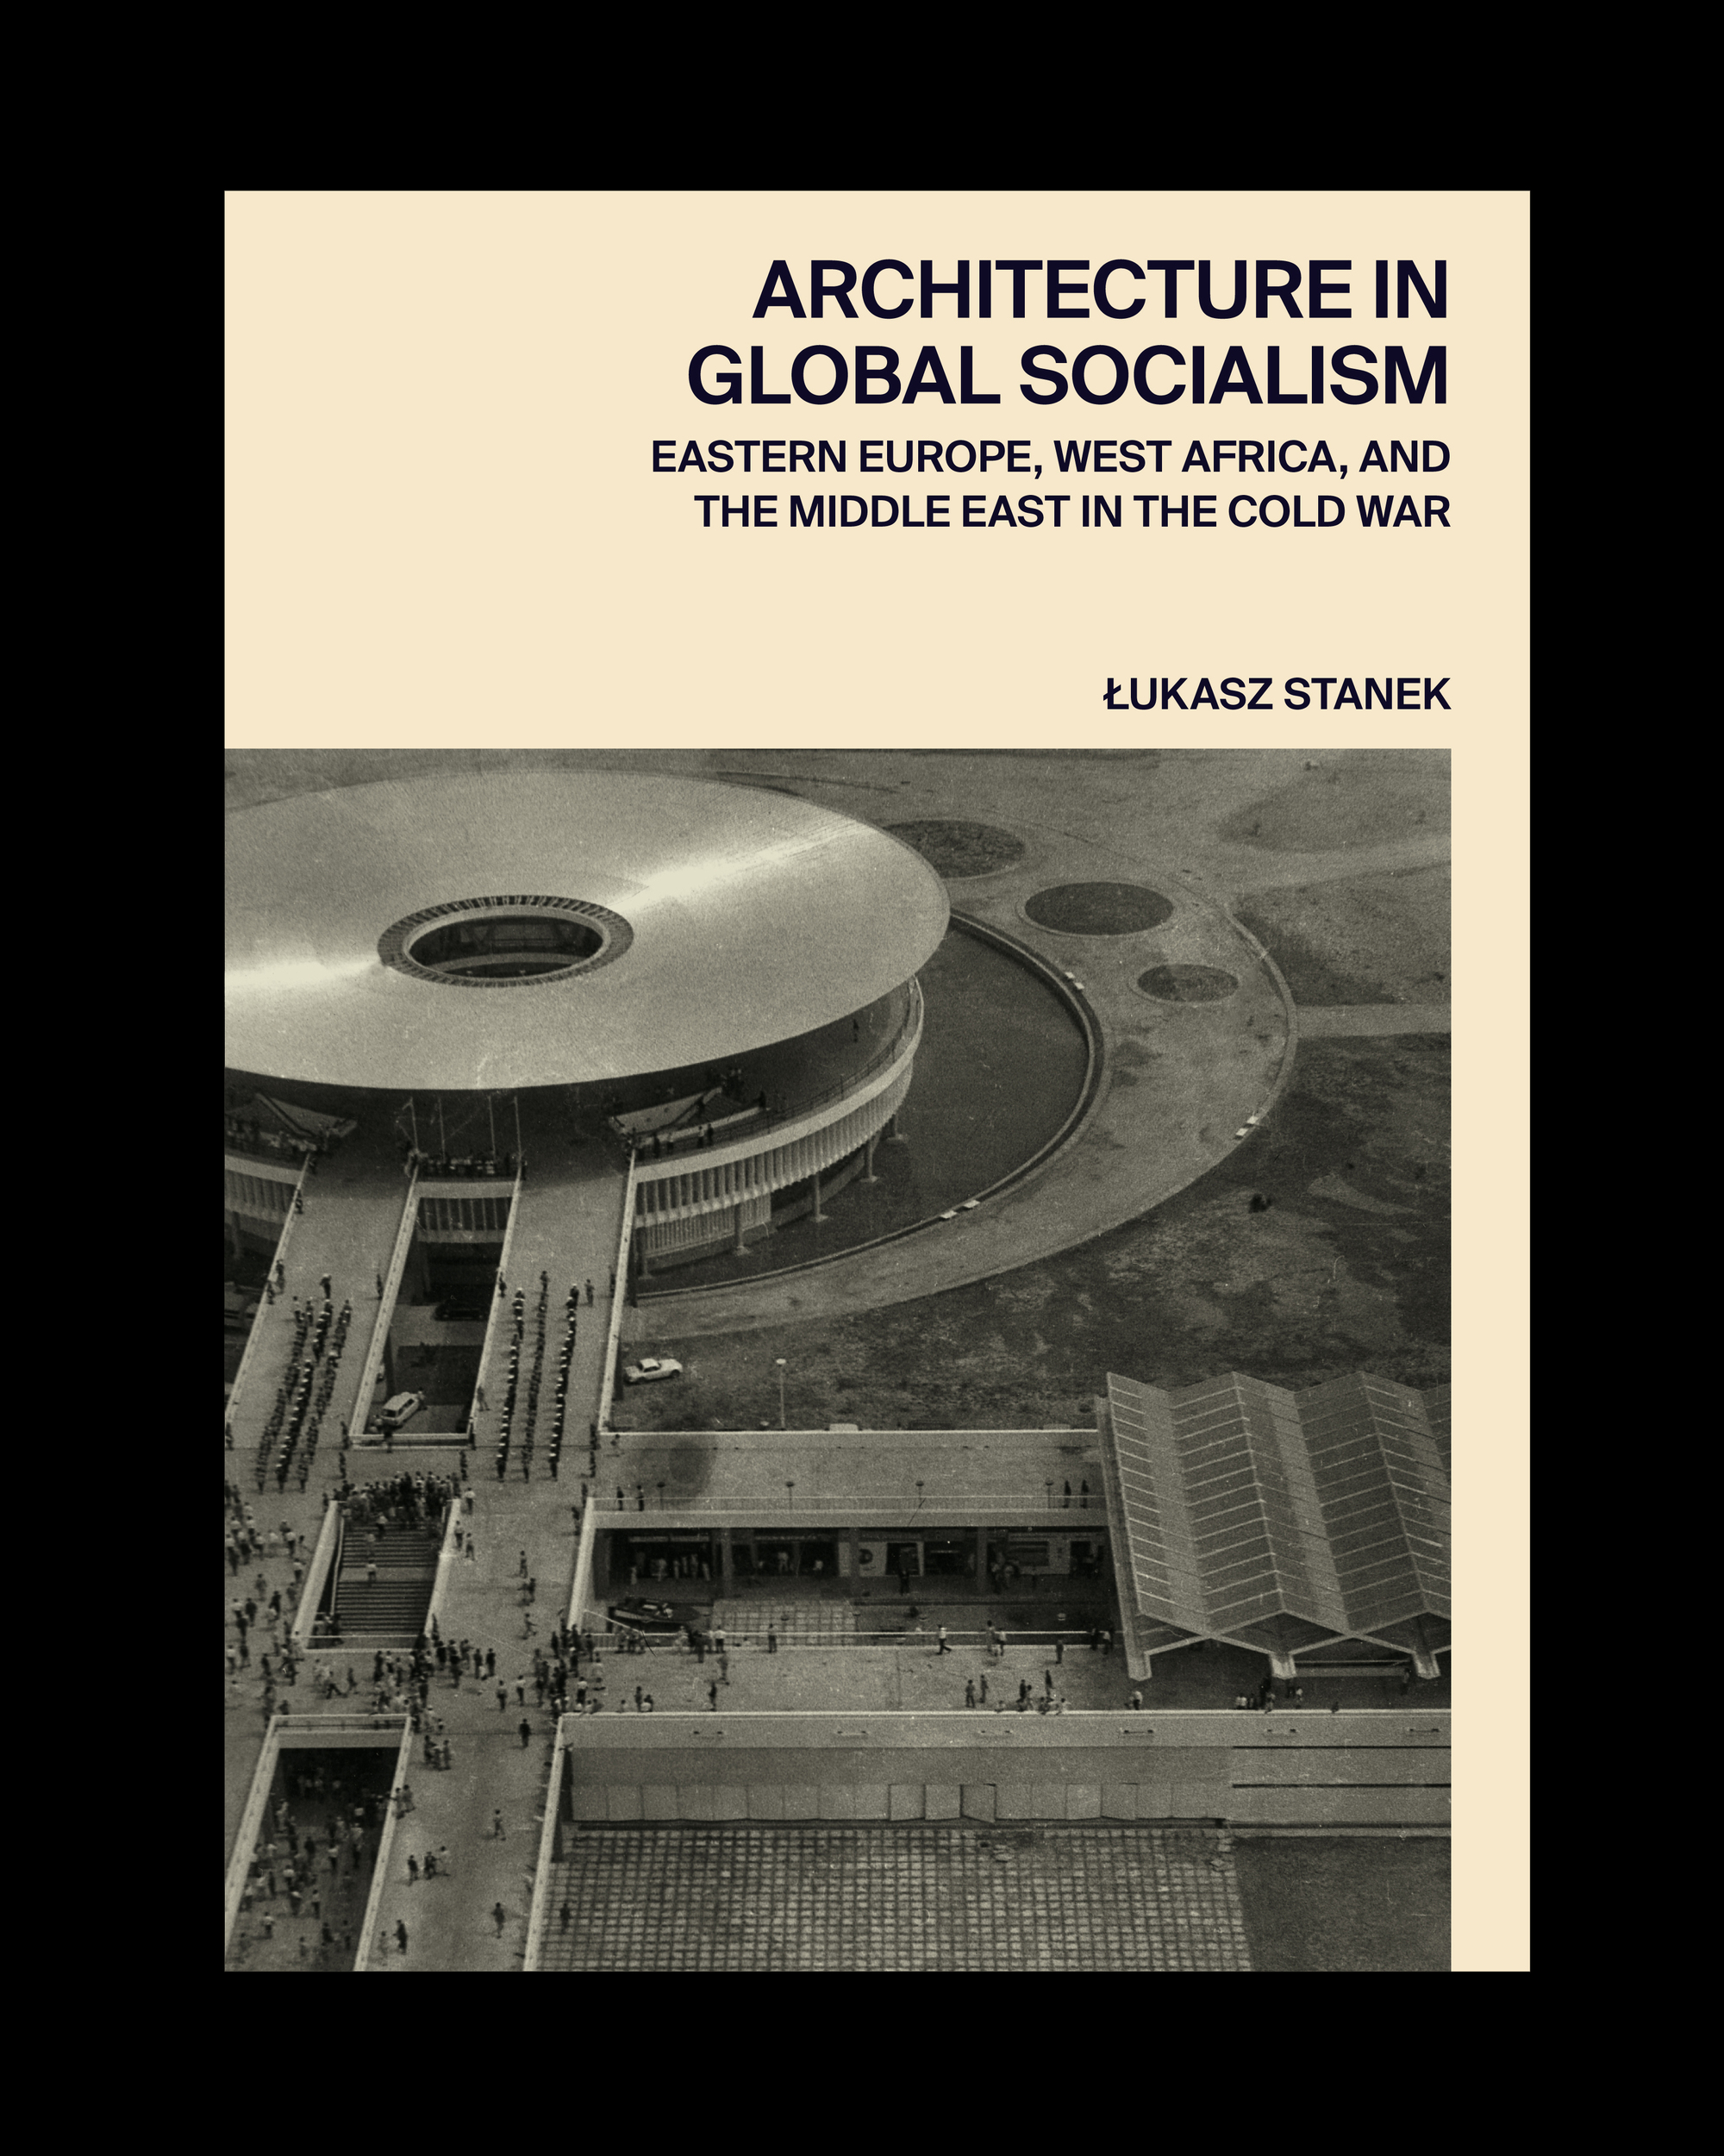 ARCHITECTURE IN
GLOBAL SOCIALISM
EASTERN EUROPE, WEST AFRICA, AND
THE MIDDLE EAST IN THE COLD WAR
ŁUKASZ STANEK